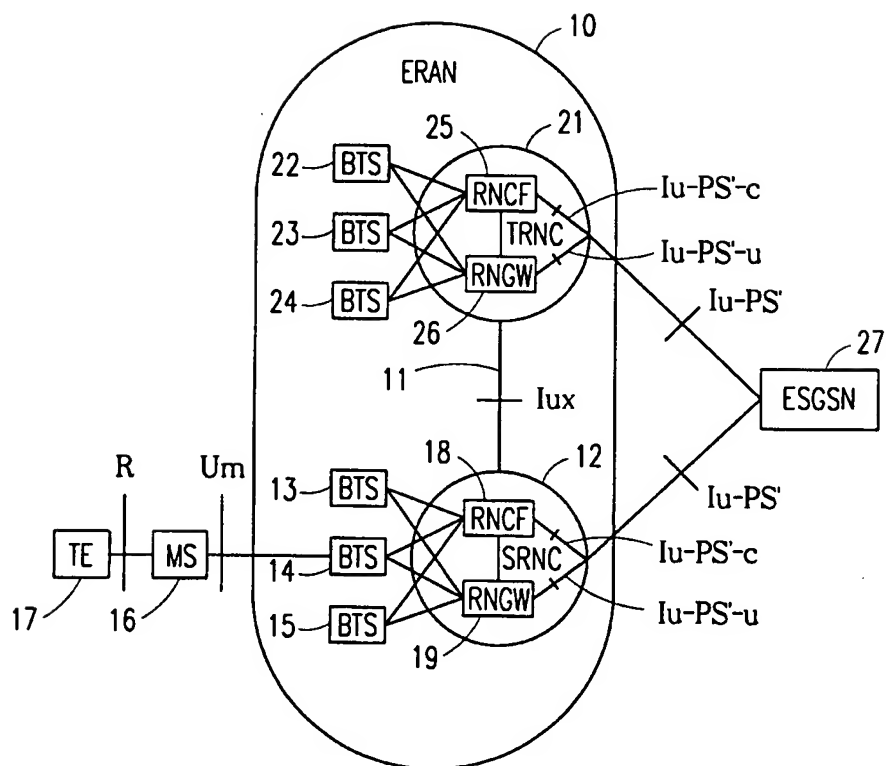 10
ERAN
25
21
22
BTS
RNCF
Iu-PS'-c
23
BTS
TRNC
Iu-PS'-u
24
BTS
RNGW
26
Iu-PS'
27
11
Iux
ESGSN
18
12
R
Um
13
BTS
RNCF
Iu-PS'
TE
MS
14
BTS
SRNC
Iu-PS'-c
17
16
15
BTS
RNGW
Iu-PS'-u
19